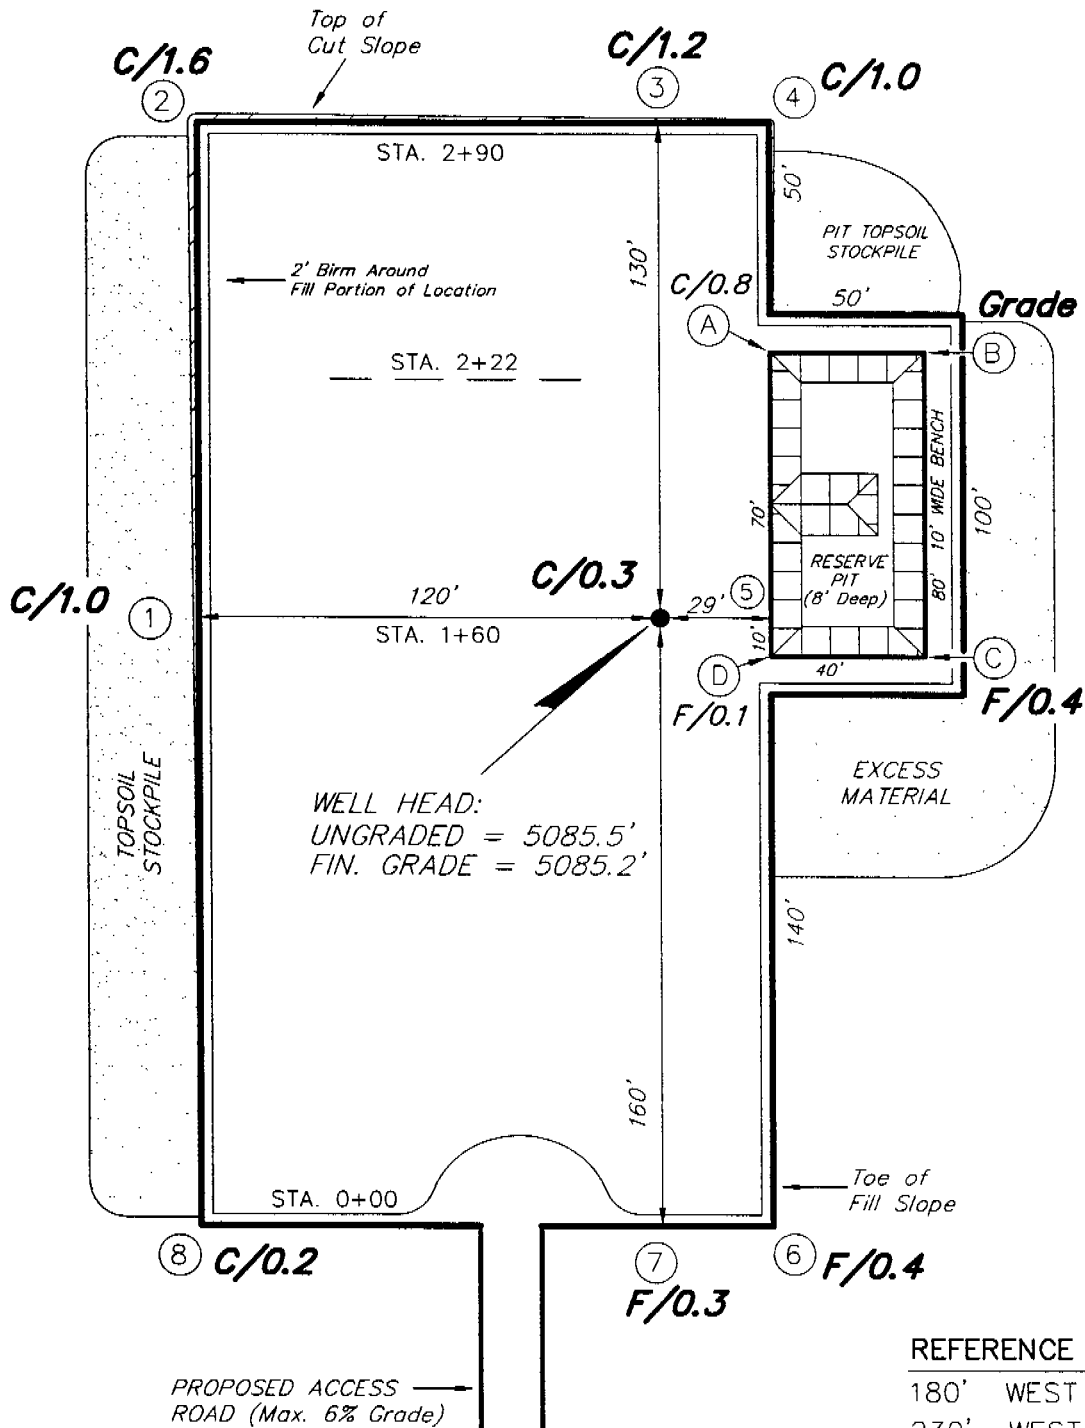 Top of
Cut Slope
C/1.6
2
C/1.2
3
4
C/1.0
STA. 2+90
50'
PIT TOPSOIL
STOCKPILE
2' Birm Around
Fill Portion of Location
130'
C/0.8
50'
Grade
A
B
STA. 2+22
10' WIDE BENCH
70'
100'
RESERVE
PIT
(8' Deep)
80'
C/1.0
1
120'
C/0.3
29'
5
STA. 1+60
10'
D
40'
C
F/0.1
F/0.4
TOPSOIL
STOCKPILE
WELL HEAD:
UNGRADED = 5085.5'
FIN. GRADE = 5085.2'
EXCESS
MATERIAL
140'
160'
Toe of
Fill Slope
STA. 0+00
8
C/0.2
7
F/0.3
6
F/0.4
REFERENCE
180' WEST
PROPOSED ACCESS
ROAD (Max. 6% Grade)